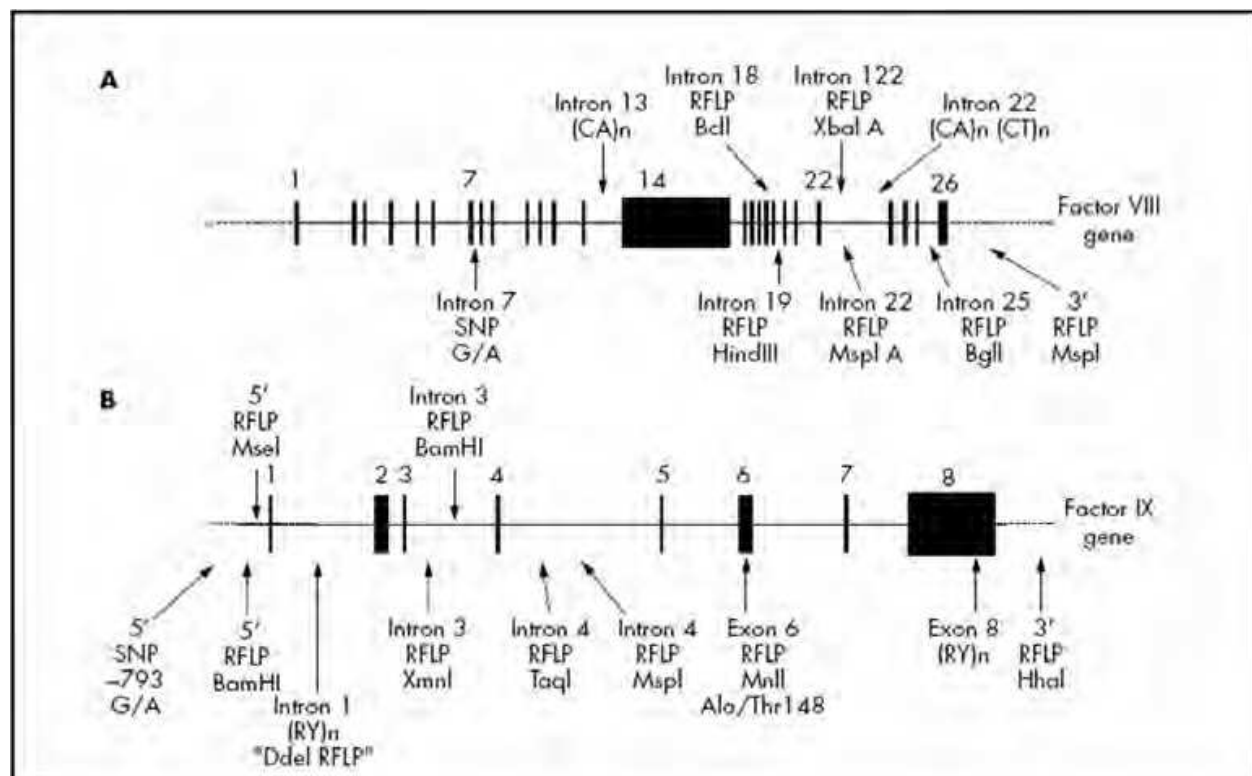 A
Intron 13
(CA)n
Intron 18
RFLP
BclI
Intron 122
RFLP
XbaI A
Intron 22
(CA)n (CT)n
1
7
14
22
26
Factor VIII
gene
Intron 7
SNP
G/A
Intron 19
RFLP
HindIII
Intron 22
RFLP
MspI A
Intron 25
RFLP
BglI
3'
RFLP
MspI
B
5'
RFLP
MseI
Intron 3
RFLP
BamHI
1
2
3
4
5
6
7
8
Factor IX
gene
5'
SNP
–793
G/A
5'
RFLP
BamHI
Intron 1
(RY)n
"DdeI RFLP"
Intron 3
RFLP
XmnI
Intron 4
RFLP
TaqI
Intron 4
RFLP
MspI
Exon 6
RFLP
MnlI
Ala/Thr148
Exon 8
(RY)n
3'
RFLP
HhaI